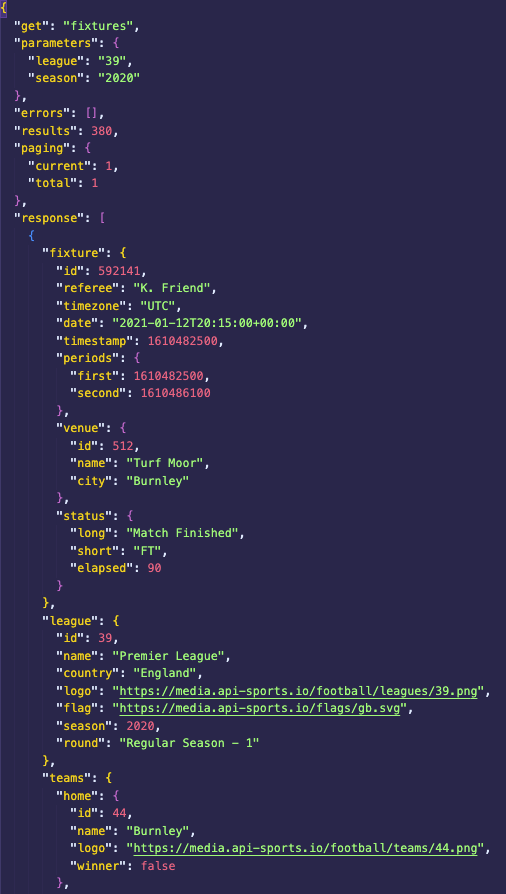 {
  "get": "fixtures",
  "parameters": {
    "league": "39",
    "season": "2020"
  },
  "errors": [],
  "results": 380,
  "paging": {
    "current": 1,
    "total": 1
  },
  "response": [
    {
      "fixture": {
        "id": 592141,
        "referee": "K. Friend",
        "timezone": "UTC",
        "date": "2021-01-12T20:15:00+00:00",
        "timestamp": 1610482500,
        "periods": {
          "first": 1610482500,
          "second": 1610486100
        },
        "venue": {
          "id": 512,
          "name": "Turf Moor",
          "city": "Burnley"
        },
        "status": {
          "long": "Match Finished",
          "short": "FT",
          "elapsed": 90
        }
      },
      "league": {
        "id": 39,
        "name": "Premier League",
        "country": "England",
        "logo": "https://media.api-sports.io/football/leagues/39.png",
        "flag": "https://media.api-sports.io/flags/gb.svg",
        "season": 2020,
        "round": "Regular Season - 1"
      },
      "teams": {
        "home": {
          "id": 44,
          "name": "Burnley",
          "logo": "https://media.api-sports.io/football/teams/44.png",
          "winner": false
        },